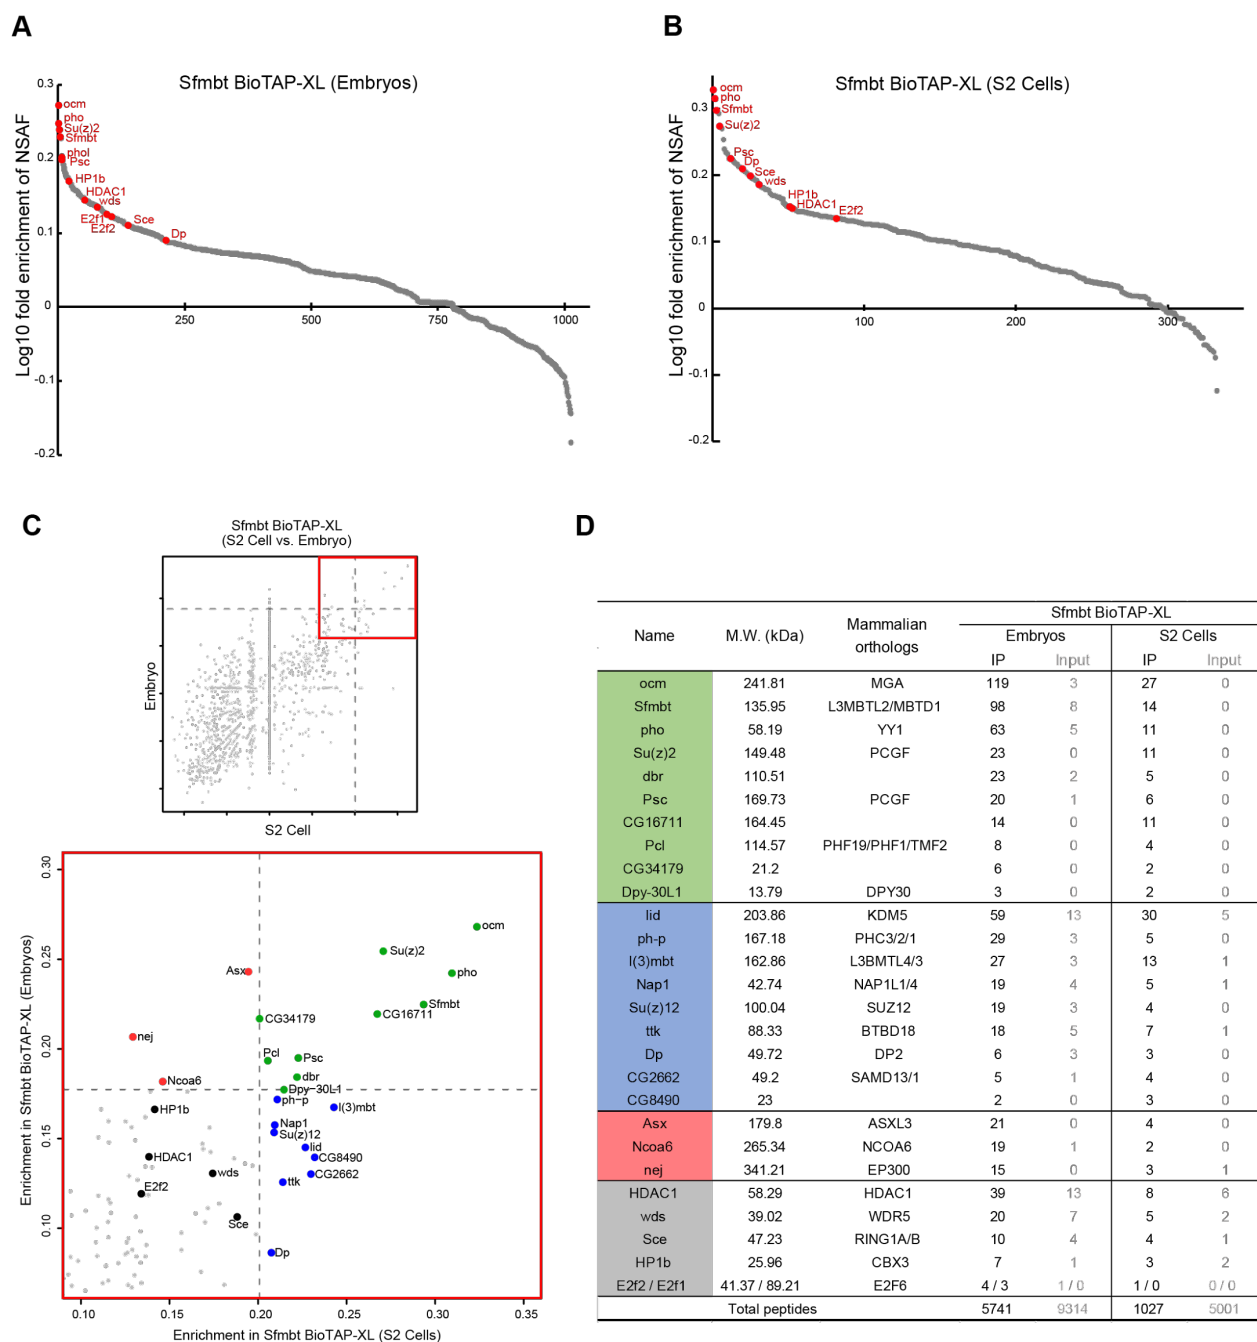 A
Sfmbt BioTAP-XL (Embryos)
Log10 fold enrichment of NSAF
0.3
0.2
0.1
0
-0.1
-0.2
250
500
750
1000
ocm
pho
Su(z)2
Sfmbt
phol
Psc
HP1b
HDAC1
wds
E2f1
E2f2
Sce
Dp
B
Sfmbt BioTAP-XL (S2 Cells)
Log10 fold enrichment of NSAF
0.3
0.2
0.1
0
-0.1
-0.2
100
200
300
ocm
pho
Sfmbt
Su(z)2
Psc
Dp
Sce
wds
HP1b
HDAC1
E2f2
C
Sfmbt BioTAP-XL
(S2 Cell vs. Embryo)
Embryo
S2 Cell
Enrichment in Sfmbt BioTAP-XL (Embryos)
0.30
0.25
0.20
0.15
0.10
ocm
Su(z)2
Asx
pho
Sfmbt
CG16711
CG34179
nej
Pcl
Psc
dbr
Ncoa6
Dpy-30L1
ph-p
HP1b
l(3)mbt
Nap1
Su(z)12
lid
HDAC1
CG8490
wds
CG2662
E2f2
ttk
Sce
Dp
0.10
0.15
0.20
0.25
0.30
0.35
Enrichment in Sfmbt BioTAP-XL (S2 Cells)
D
Sfmbt BioTAP-XL
Name M.W. (kDa) Mammalian orthologs Embryos S2 Cells
IP Input IP Input
ocm 241.81 MGA 119 3 27 0
Sfmbt 135.95 L3MBTL2/MBTD1 98 8 14 0
pho 58.19 YY1 63 5 11 0
Su(z)2 149.48 PCGF 23 0 11 0
dbr 110.51 23 2 5 0
Psc 169.73 PCGF 20 1 6 0
CG16711 164.45 14 0 11 0
Pcl 114.57 PHF19/PHF1/TMF2 8 0 4 0
CG34179 21.2 6 0 2 0
Dpy-30L1 13.79 DPY30 3 0 2 0
lid 203.86 KDM5 59 13 30 5
ph-p 167.18 PHC3/2/1 29 3 5 0
l(3)mbt 162.86 L3BMTL4/3 27 3 13 1
Nap1 42.74 NAP1L1/4 19 4 5 1
Su(z)12 100.04 SUZ12 19 3 4 0
ttk 88.33 BTBD18 18 5 7 1
Dp 49.72 DP2 6 3 3 0
CG2662 49.2 SAMD13/1 5 1 4 0
CG8490 23 2 0 3 0
Asx 179.8 ASXL3 21 0 4 0
Ncoa6 265.34 NCOA6 19 1 2 0
nej 341.21 EP300 15 0 3 1
HDAC1 58.29 HDAC1 39 13 8 6
wds 39.02 WDR5 20 7 5 2
Sce 47.23 RING1A/B 10 4 4 1
HP1b 25.96 CBX3 7 1 3 2
E2f2 / E2f1 41.37 / 89.21 E2F6 4 / 3 1 / 0 1 / 0 0 / 0
Total peptides 5741 9314 1027 5001